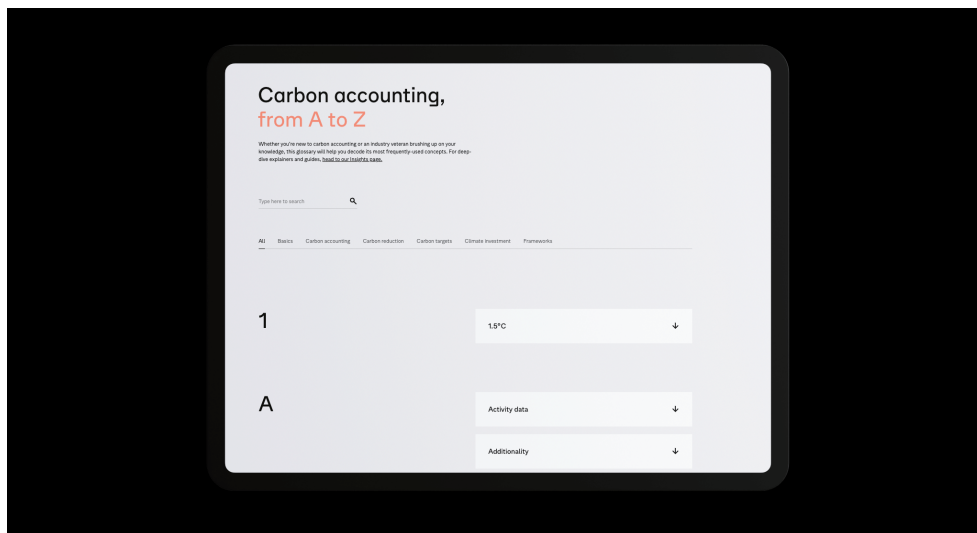 Carbon accounting,
from A to Z
Whether you're new to carbon accounting or an industry veteran brushing up on your
knowledge, this glossary will help you decode its most frequently-used concepts. For deep-
dive explainers and guides, head to our Insights page.
Type here to search
All Basics Carbon accounting Carbon reduction Carbon targets Climate investment Frameworks
1
1.5°C
A
Activity data
Additionality